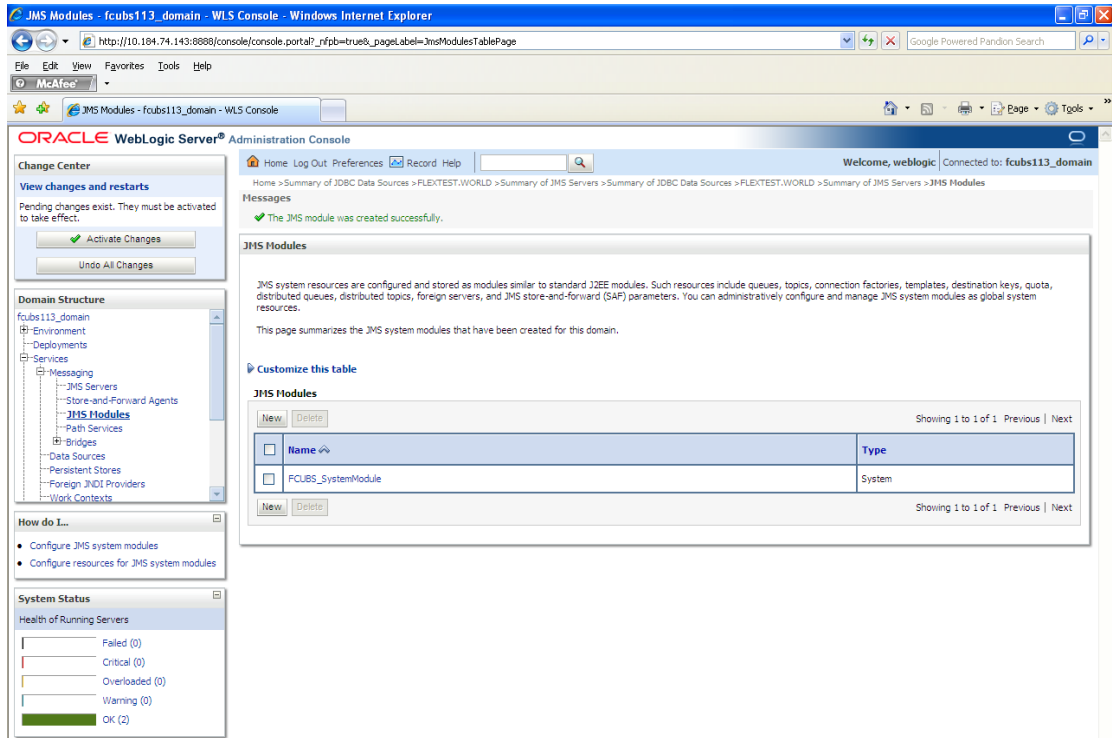 JMS Modules - fcubs113_domain - WLS Console - Windows Internet Explorer
http://10.184.74.143:8888/console/console.portal?_nfpb=true&_pageLabel=JmsModulesTablePage
Google Powered Pandion Search
File Edit View Favorites Tools Help
McAfee
JMS Modules - fcubs113_domain - WLS Console
Page Tools
ORACLE WebLogic Server® Administration Console
Change Center
View changes and restarts
Pending changes exist. They must be activated
to take effect.
Activate Changes
Undo All Changes
Domain Structure
fcubs113_domain
Environment
Deployments
Services
Messaging
JMS Servers
Store-and-Forward Agents
JMS Modules
Path Services
Bridges
Data Sources
Persistent Stores
Foreign JNDI Providers
Work Contexts
How do I...
Configure JMS system modules
Configure resources for JMS system modules
System Status
Health of Running Servers
Failed (0)
Critical (0)
Overloaded (0)
Warning (0)
OK (2)
Home Log Out Preferences Record Help
Welcome, weblogic Connected to: fcubs113_domain
Home >Summary of JDBC Data Sources >FLEXTEST.WORLD >Summary of JMS Servers >Summary of JDBC Data Sources >FLEXTEST.WORLD >Summary of JMS Servers >JMS Modules
Messages
The JMS module was created successfully.
JMS Modules
JMS system resources are configured and stored as modules similar to standard J2EE modules. Such resources include queues, topics, connection factories, templates, destination keys, quota,
distributed queues, distributed topics, foreign servers, and JMS store-and-forward (SAF) parameters. You can administratively configure and manage JMS system modules as global system
resources.
This page summarizes the JMS system modules that have been created for this domain.
Customize this table
JMS Modules
New Delete Showing 1 to 1 of 1 Previous | Next
Name Type
FCUBS_SystemModule System
New Delete Showing 1 to 1 of 1 Previous | Next